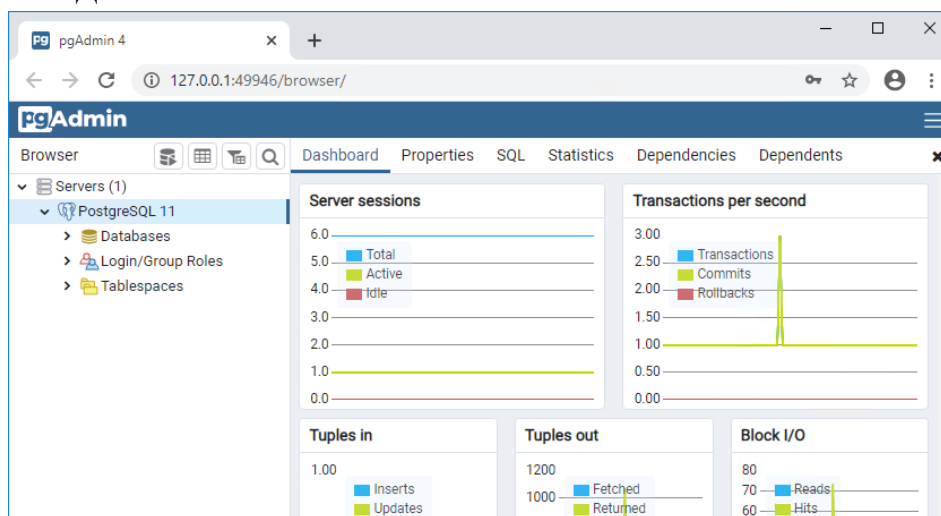 pgAdmin 4
127.0.0.1:49946/browser/
pgAdmin
Browser
Dashboard Properties SQL Statistics Dependencies Dependents
Servers (1)
PostgreSQL 11
Databases
Login/Group Roles
Tablespaces
Server sessions
6.0
5.0
4.0
3.0
2.0
1.0
0.0
Total
Active
Idle
Transactions per second
3.00
2.50
2.00
1.50
1.00
0.50
0.00
Transactions
Commits
Rollbacks
Tuples in
1.00
Inserts
Updates
Tuples out
1200
1000
Fetched
Returned
Block I/O
80
70
60
Reads
Hits